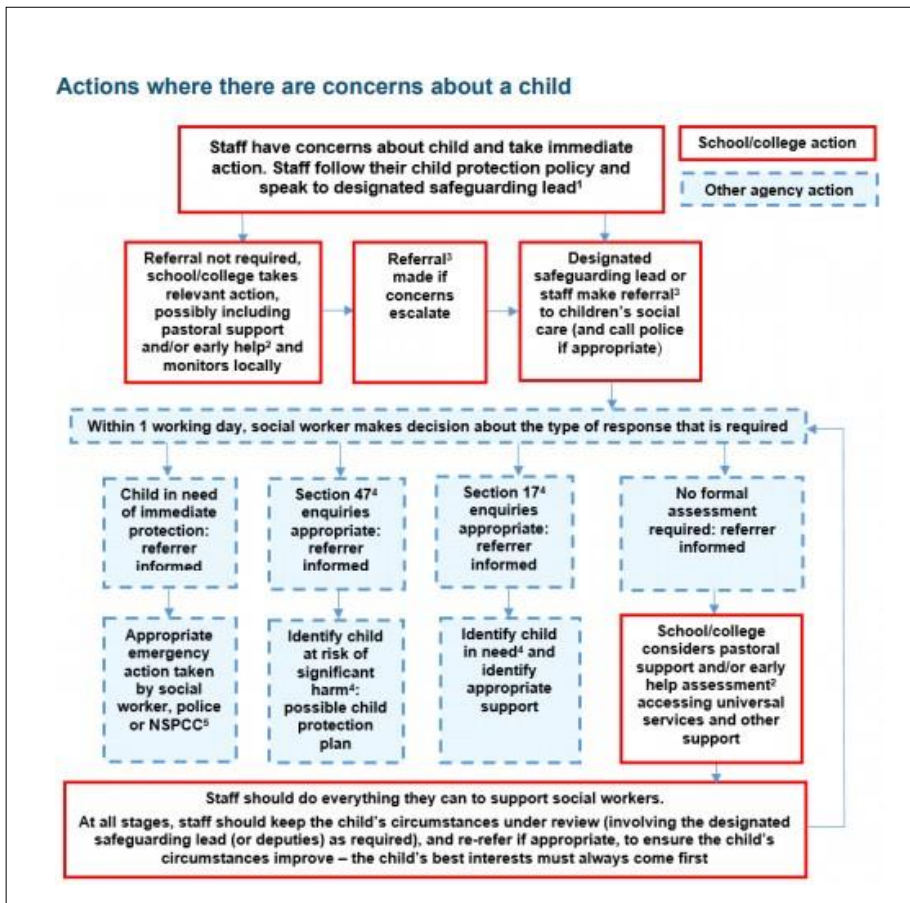 Actions where there are concerns about a child
Staff have concerns about child and take immediate
action. Staff follow their child protection policy and
speak to designated safeguarding lead¹
School/college action
Other agency action
Referral not required,
school/college takes
relevant action,
possibly including
pastoral support
and/or early help² and
monitors locally
Referral³
made if
concerns
escalate
Designated
safeguarding lead or
staff make referral³
to children's social
care (and call police
if appropriate)
Within 1 working day, social worker makes decision about the type of response that is required
Child in need
of immediate
protection:
referrer
informed
Section 47⁴
enquiries
appropriate:
referrer
informed
Section 17⁴
enquiries
appropriate:
referrer
informed
No formal
assessment
required: referrer
informed
Appropriate
emergency
action taken
by social
worker, police
or NSPCC⁵
Identify child
at risk of
significant
harm⁴:
possible child
protection
plan
Identify child
in need⁴ and
identify
appropriate
support
School/college
considers pastoral
support and/or early
help assessment²
accessing universal
services and other
support
Staff should do everything they can to support social workers.
At all stages, staff should keep the child's circumstances under review (involving the designated
safeguarding lead (or deputies) as required), and re-refer if appropriate, to ensure the child's
circumstances improve – the child's best interests must always come first